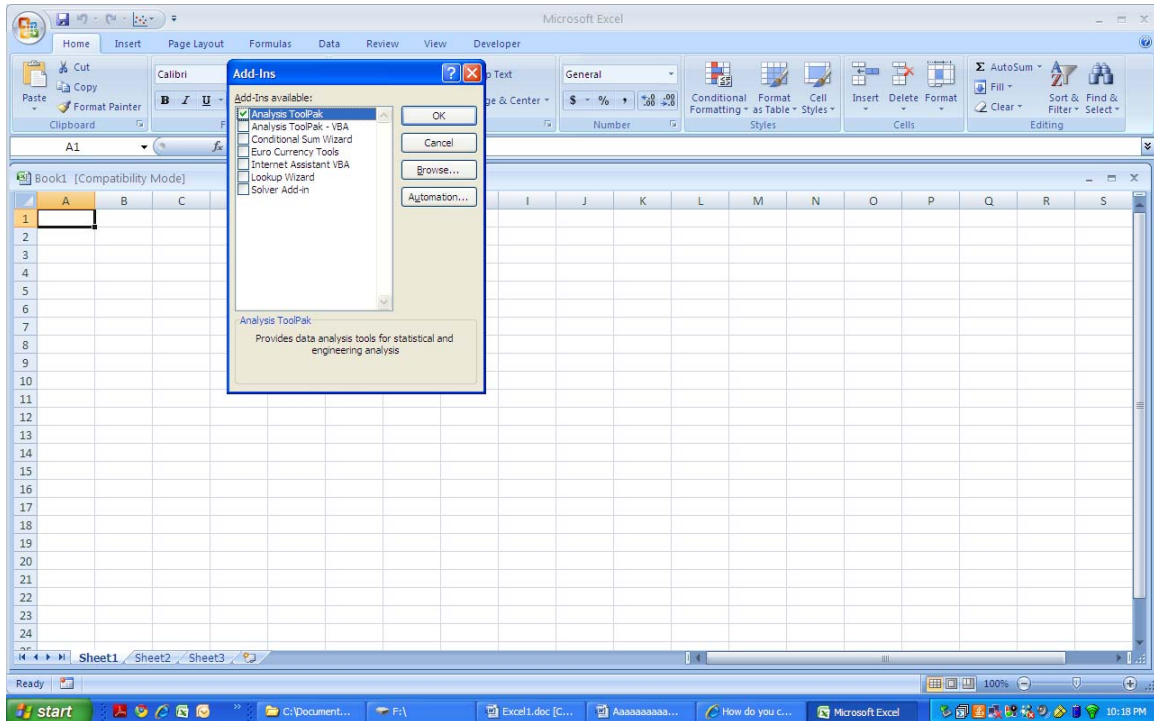 Microsoft Excel
Home Insert Page Layout Formulas Data Review View Developer
Paste
Cut
Copy
Format Painter
Clipboard
Calibri
B I U
Text
& Center
General
$ % , .0 .00 .00 .0
Number
Conditional Formatting
Format as Table
Cell Styles
Styles
Insert Delete Format
Cells
Σ AutoSum
Fill
Clear
Sort & Filter
Find & Select
Editing
A1 fx
Book1 [Compatibility Mode]
A B C I J K L M N O P Q R S
1
2
3
4
5
6
7
8
9
10
11
12
13
14
15
16
17
18
19
20
21
22
23
24
Add-Ins
Add-Ins available:
Analysis ToolPak
Analysis ToolPak - VBA
Conditional Sum Wizard
Euro Currency Tools
Internet Assistant VBA
Lookup Wizard
Solver Add-in
OK
Cancel
Browse...
Automation...
Analysis ToolPak
Provides data analysis tools for statistical and
engineering analysis
Sheet1 Sheet2 Sheet3
Ready 100%
start C:\Document... F:\ Excel1.doc [C... Aaaaaaaaaa... How do you c... Microsoft Excel 10:18 PM